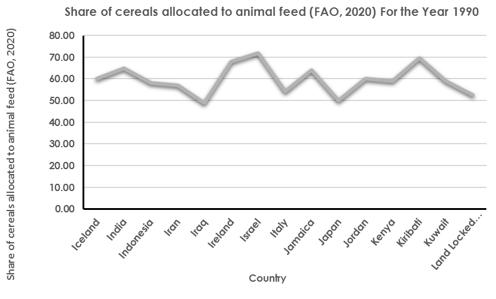 Share of cereals allocated to animal feed (FAO, 2020) For the Year 1990
Share of cereals allocated to animal feed (FAO, 2020)
80.00
70.00
60.00
50.00
40.00
30.00
20.00
10.00
0.00
Iceland
India
Indonesia
Iran
Iraq
Ireland
Israel
Italy
Jamaica
Japan
Jordan
Kenya
Kiribati
Kuwait
Land Locked...
Country